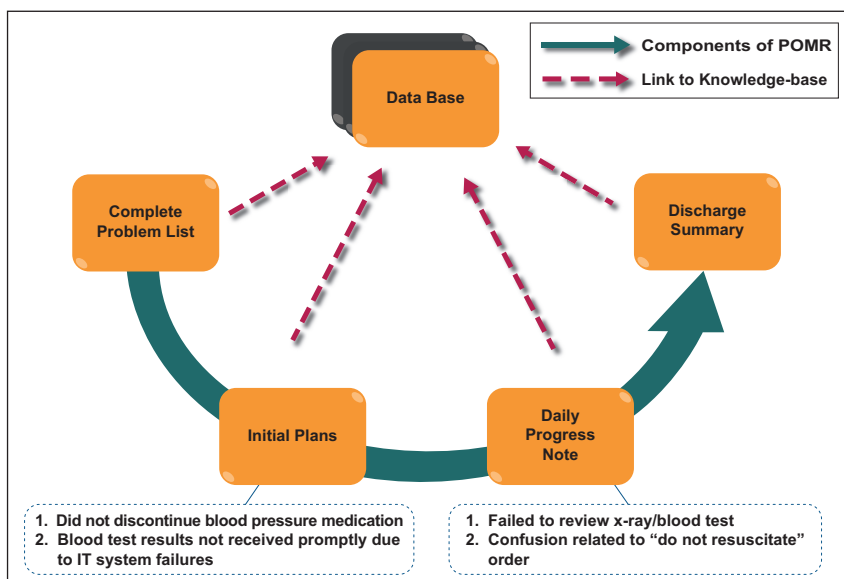 Components of POMR
Link to Knowledge-base
Data Base
Complete
Problem List
Discharge
Summary
Initial Plans
Daily
Progress
Note
1. Did not discontinue blood pressure medication
2. Blood test results not received promptly due
to IT system failures
1. Failed to review x-ray/blood test
2. Confusion related to “do not resuscitate”
order